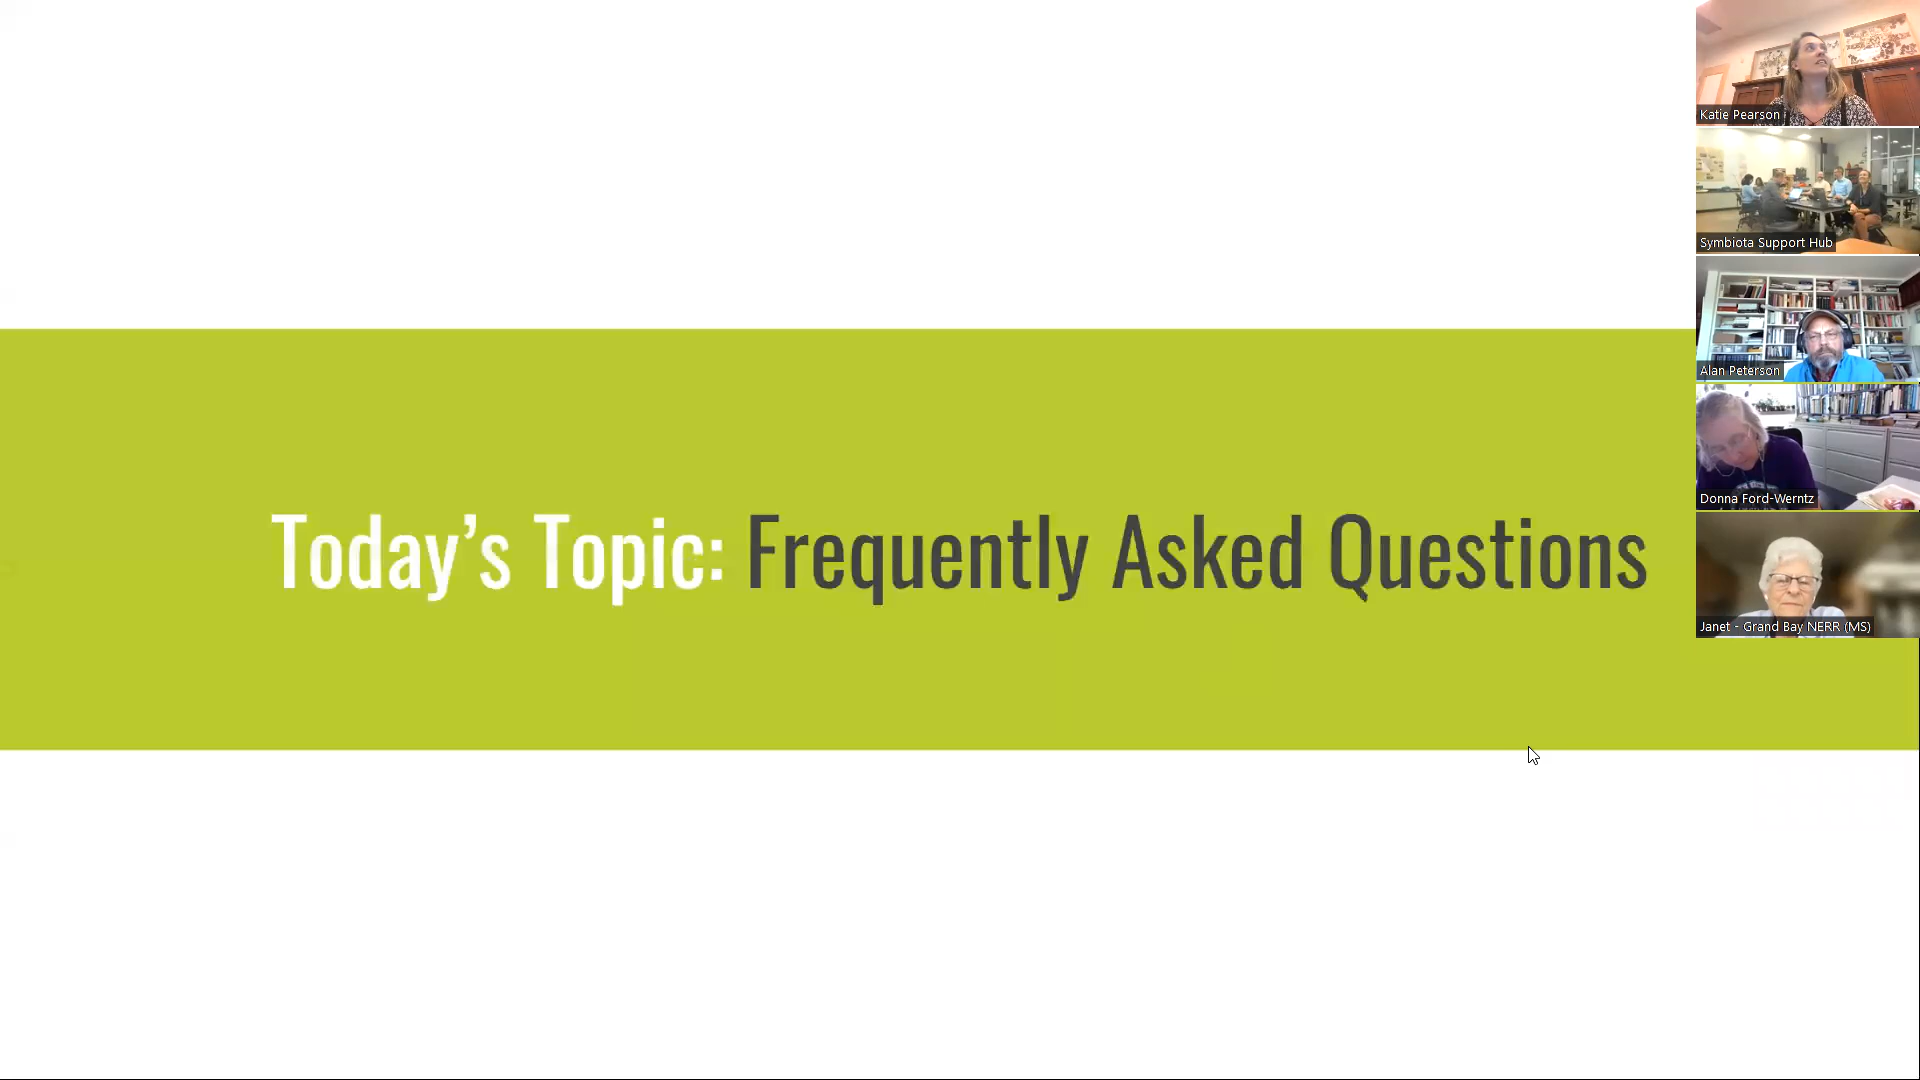 Today’s Topic: Frequently Asked Questions
Katie Pearson
Symbiota Support Hub
Alan Peterson
Donna Ford-Werntz
Janet - Grand Bay NERR (MS)